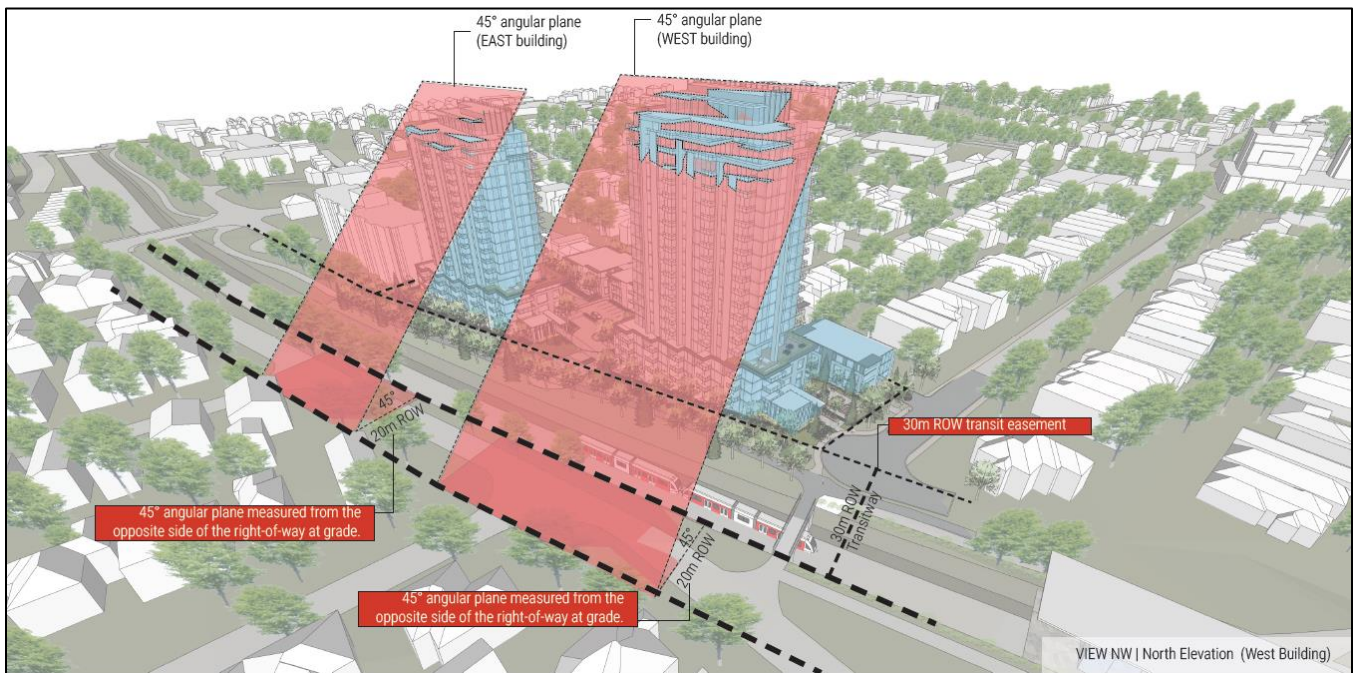 45° angular plane
(EAST building)
45° angular plane
(WEST building)
30m ROW transit easement
30m ROW
Transitway
45°
20m ROW
45° angular plane measured from the
opposite side of the right-of-way at grade.
45°
20m ROW
45° angular plane measured from the
opposite side of the right-of-way at grade.
VIEW NW | North Elevation (West Building)